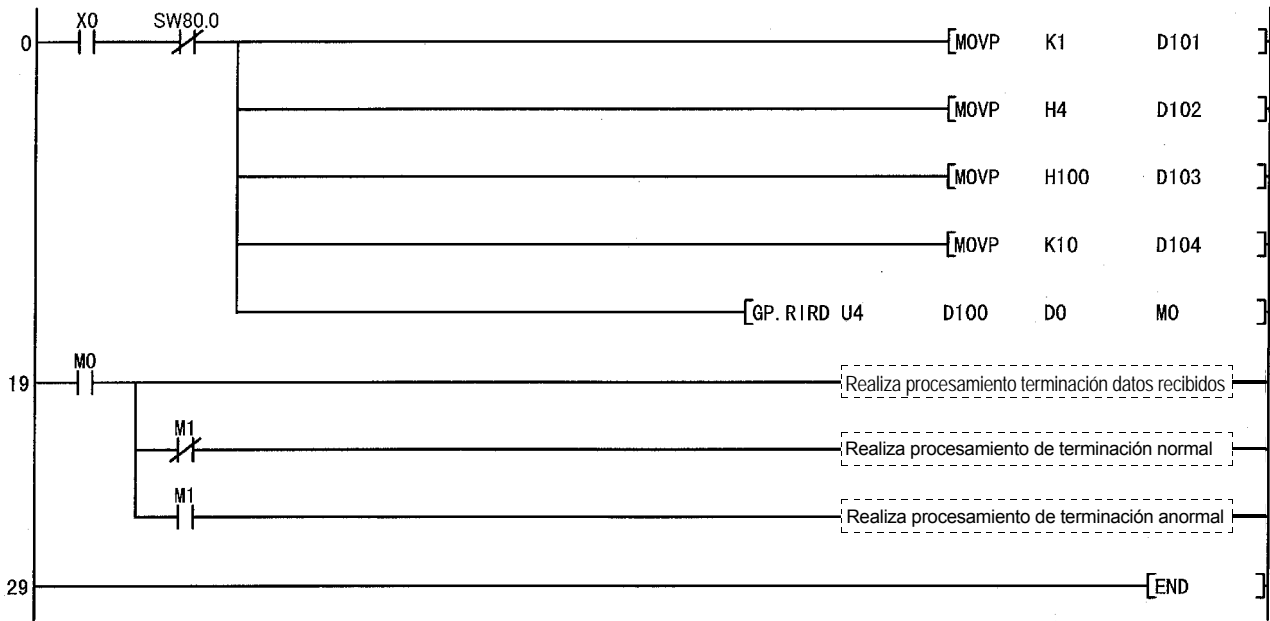 X0 SW80.0
0 [MOVP K1 D101 ]
[MOVP H4 D102 ]
[MOVP H100 D103 ]
[MOVP K10 D104 ]
[GP.RIRD U4 D100 D0 M0 ]
M0
19 Realiza procesamiento terminación datos recibidos
M1
Realiza procesamiento de terminación normal
M1
Realiza procesamiento de terminación anormal
29 [END ]